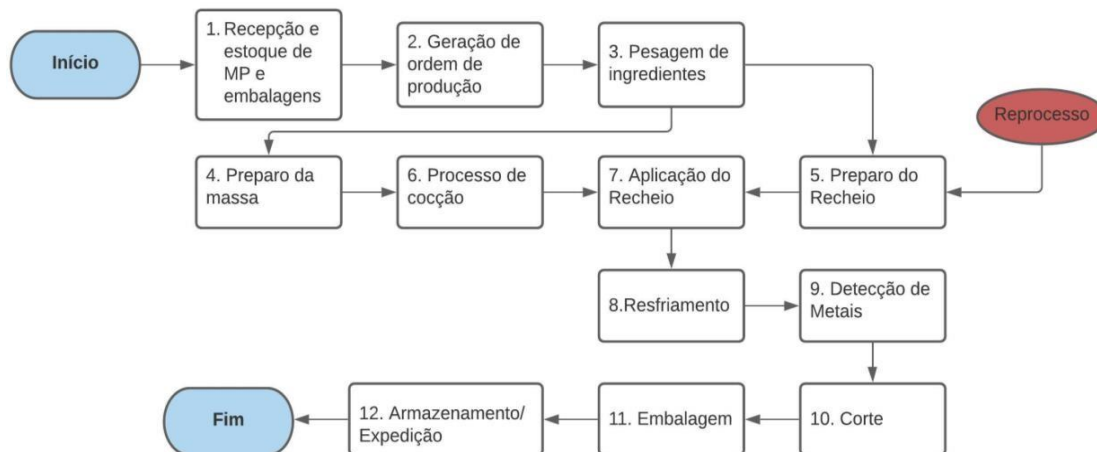 Início
1. Recepção e
estoque de
MP e
embalagens
2. Geração de
ordem de
produção
3. Pesagem de
ingredientes
Reprocesso
4. Preparo da
massa
6. Processo de
cocção
7. Aplicação do
Recheio
5. Preparo do
Recheio
8.Resfriamento
9. Detecção de
Metais
Fim
12. Armazenamento/
Expedição
11. Embalagem
10. Corte